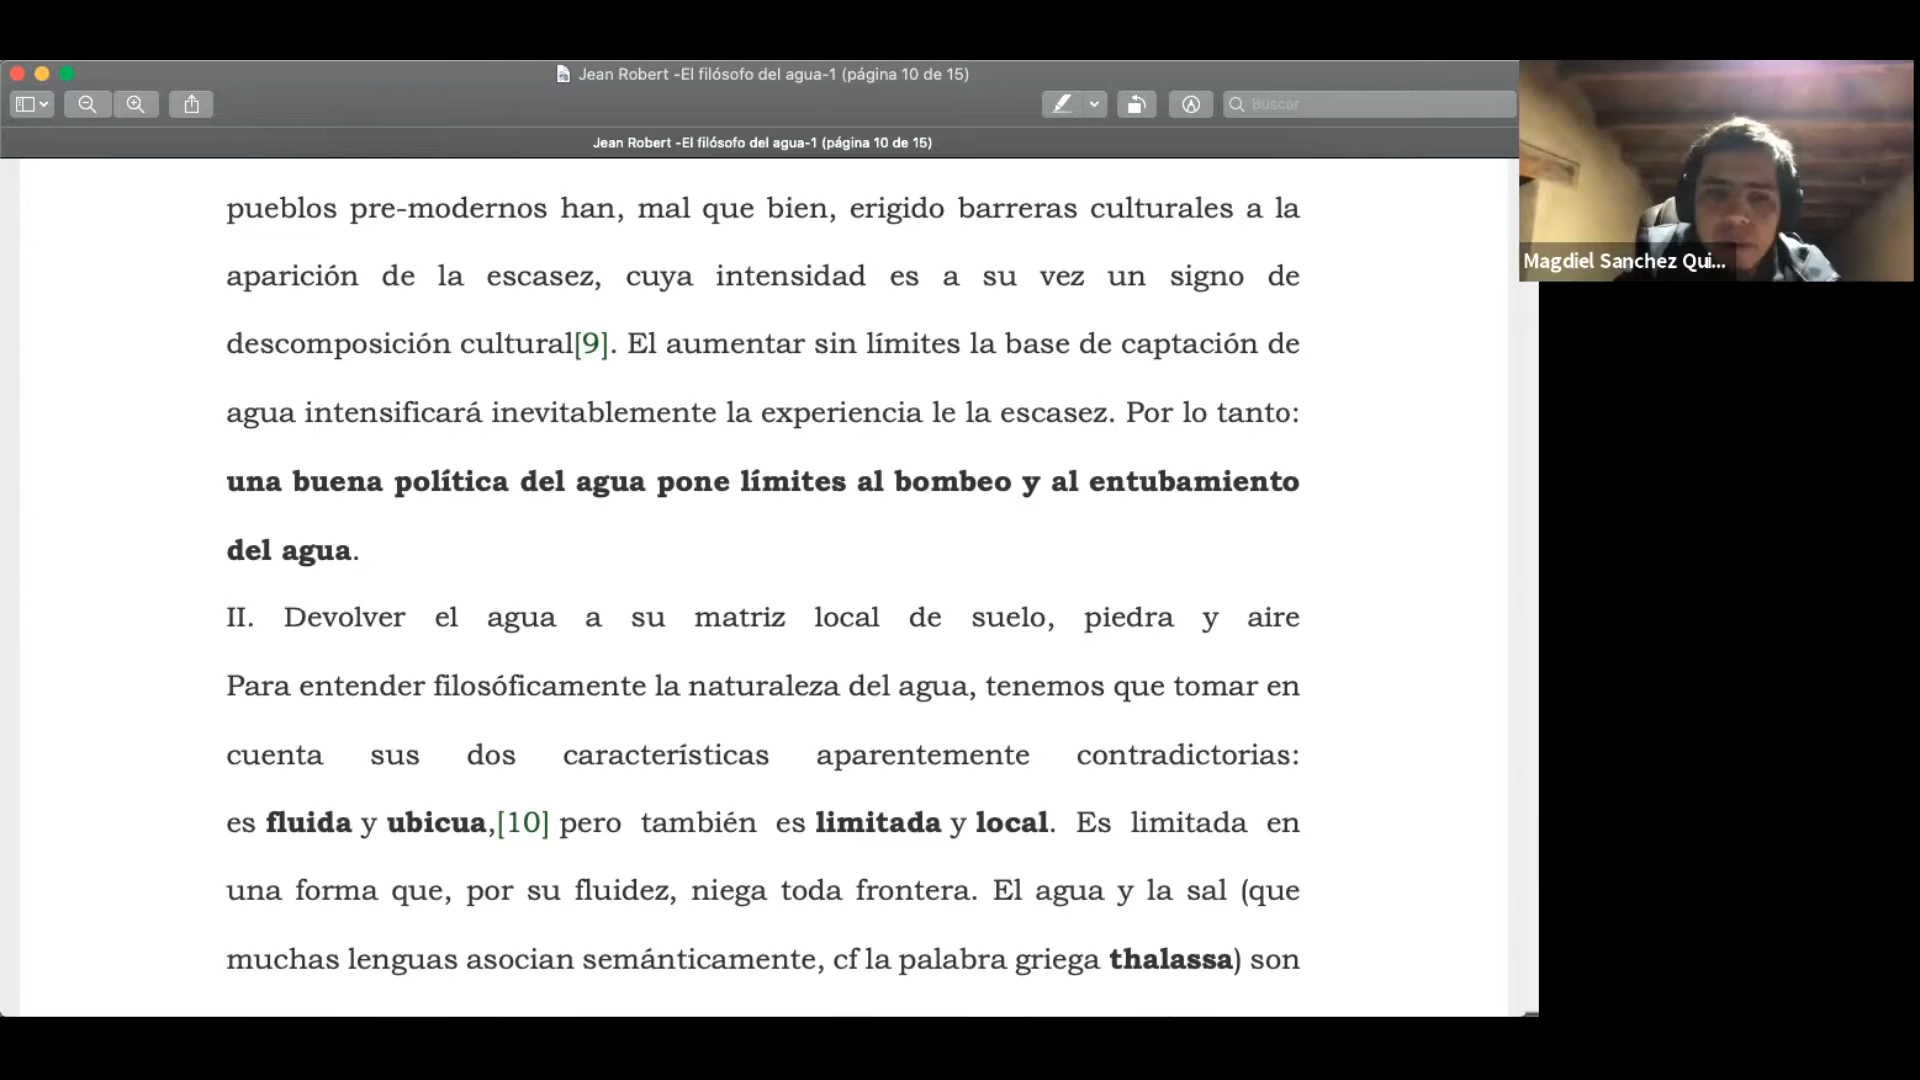 Jean Robert -El filósofo del agua-1 (página 10 de 15)
Buscar
Jean Robert -El filósofo del agua-1 (página 10 de 15)
pueblos pre-modernos han, mal que bien, erigido barreras culturales a la
aparición de la escasez, cuya intensidad es a su vez un signo de
descomposición cultural[9]. El aumentar sin límites la base de captación de
agua intensificará inevitablemente la experiencia le la escasez. Por lo tanto:
una buena política del agua pone límites al bombeo y al entubamiento
del agua.
II. Devolver el agua a su matriz local de suelo, piedra y aire
Para entender filosóficamente la naturaleza del agua, tenemos que tomar en
cuenta sus dos características aparentemente contradictorias:
es fluida y ubicua,[10] pero también es limitada y local. Es limitada en
una forma que, por su fluidez, niega toda frontera. El agua y la sal (que
muchas lenguas asocian semánticamente, cf la palabra griega thalassa) son
Magdiel Sanchez Qui...